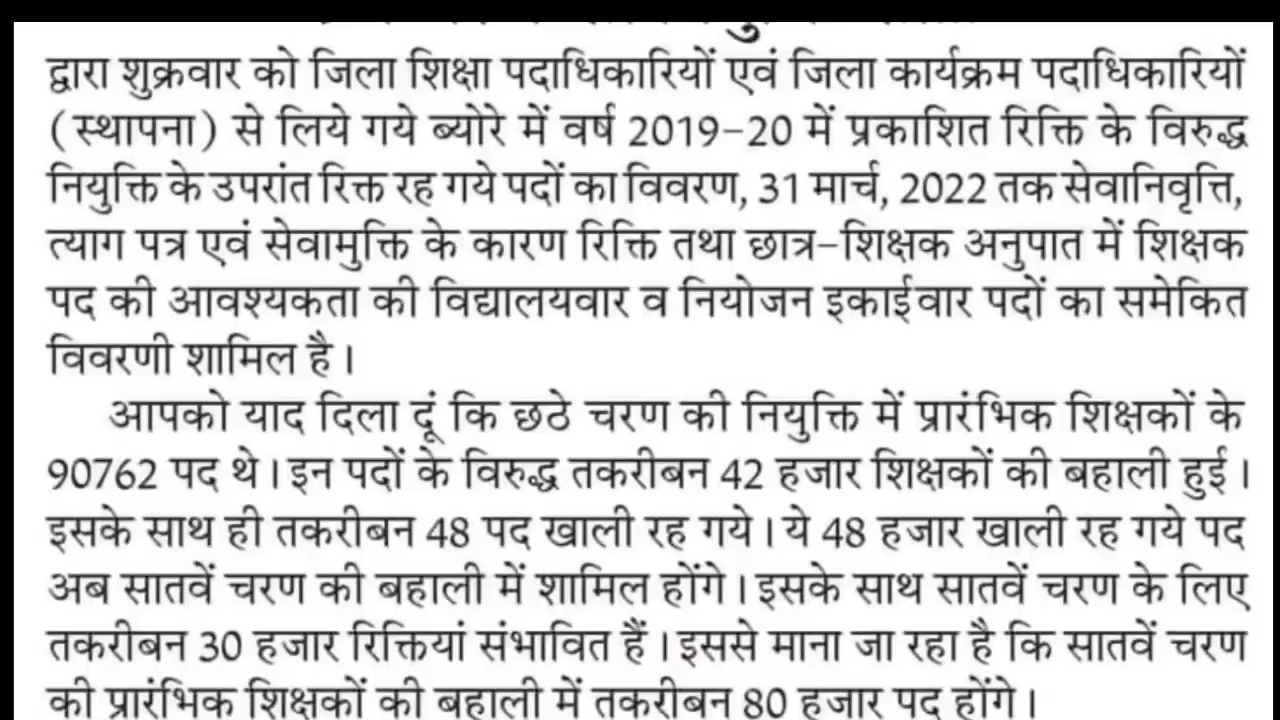 द्वारा शुक्रवार को जिला शिक्षा पदाधिकारियों एवं जिला कार्यक्रम पदाधिकारियों
(स्थापना) से लिये गये ब्योरे में वर्ष 2019-20 में प्रकाशित रिक्ति के विरुद्ध
नियुक्ति के उपरांत रिक्त रह गये पदों का विवरण, 31 मार्च, 2022 तक सेवानिवृत्ति,
त्याग पत्र एवं सेवामुक्ति के कारण रिक्ति तथा छात्र-शिक्षक अनुपात में शिक्षक
पद की आवश्यकता की विद्यालयवार व नियोजन इकाईवार पदों का समेकित
विवरणी शामिल है।
आपको याद दिला दूं कि छठे चरण की नियुक्ति में प्रारंभिक शिक्षकों के
90762 पद थे। इन पदों के विरुद्ध तकरीबन 42 हजार शिक्षकों की बहाली हुई।
इसके साथ ही तकरीबन 48 पद खाली रह गये। ये 48 हजार खाली रह गये पद
अब सातवें चरण की बहाली में शामिल होंगे। इसके साथ सातवें चरण के लिए
तकरीबन 30 हजार रिक्तियां संभावित हैं। इससे माना जा रहा है कि सातवें चरण
की प्रारंभिक शिक्षकों की बहाली में तकरीबन 80 हजार पद होंगे।